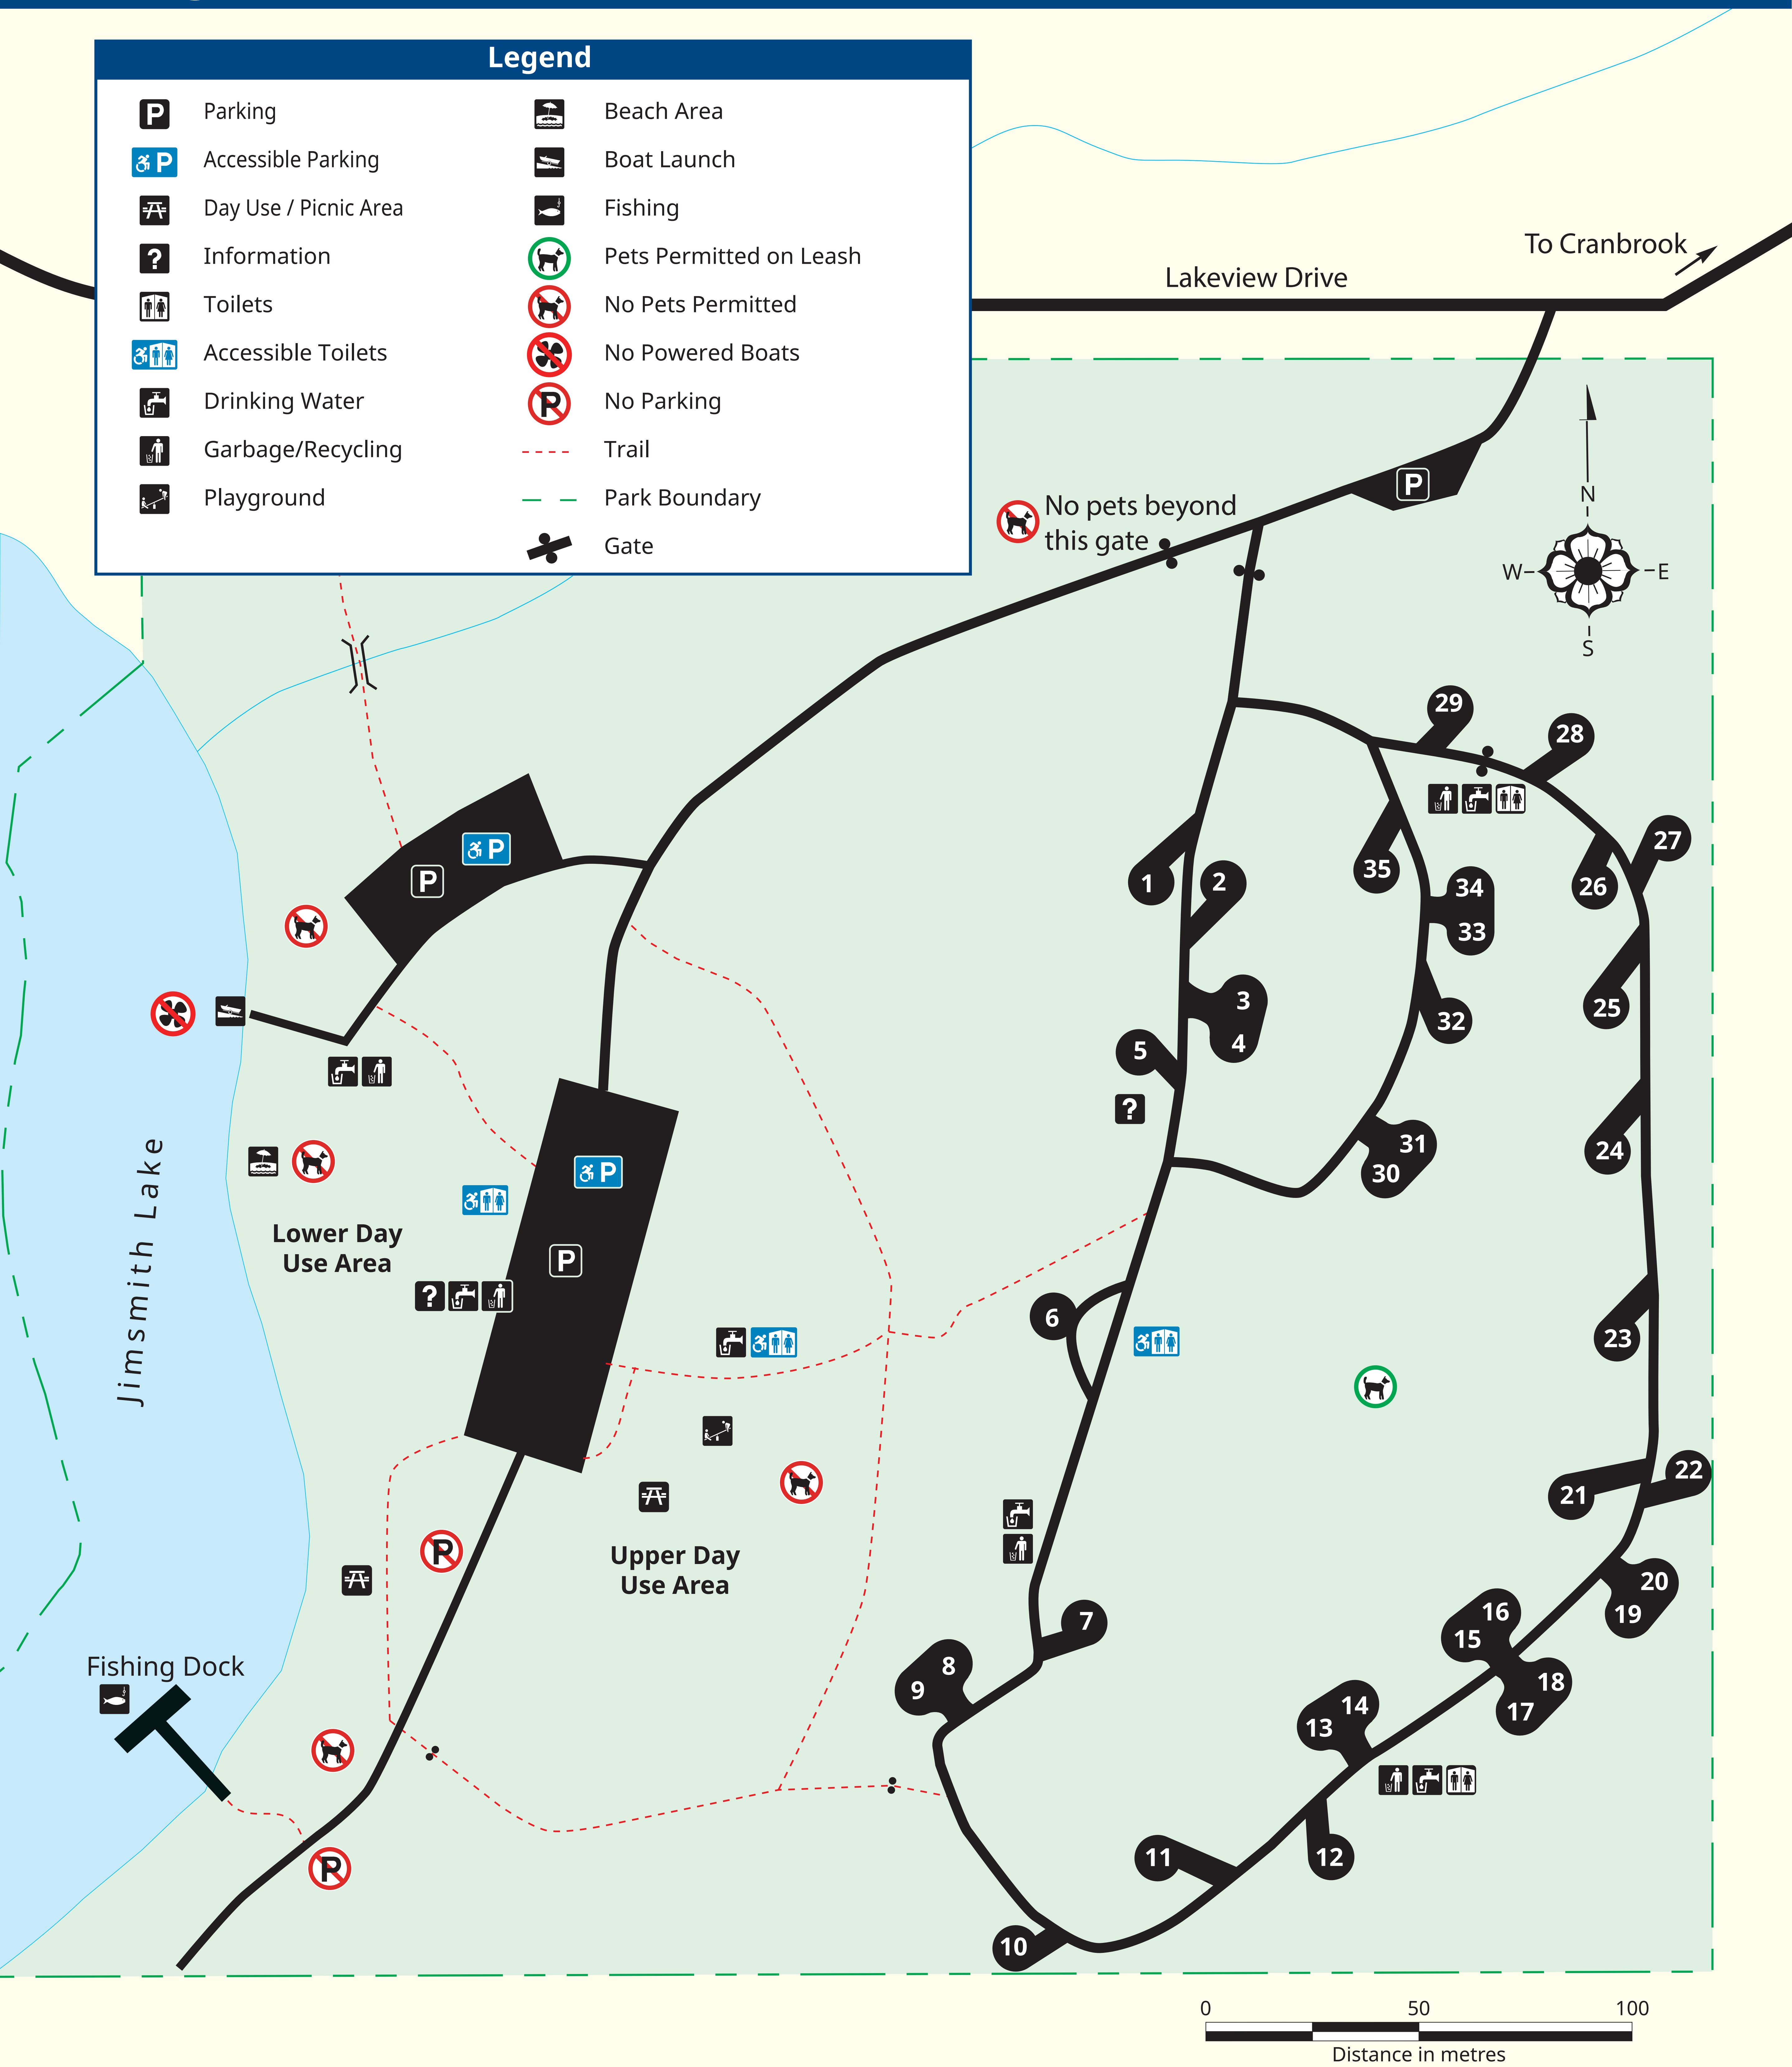 Legend
Parking
Accessible Parking
Day Use / Picnic Area
Information
Toilets
Accessible Toilets
Drinking Water
Garbage/Recycling
Playground
Beach Area
Boat Launch
Fishing
Pets Permitted on Leash
No Pets Permitted
No Powered Boats
No Parking
Trail
Park Boundary
Gate
P
P
?
P
To Cranbrook
Lakeview Drive
P
No pets beyond
this gate
N
W
E
S
29
28
27
26
35
34
33
1
2
P
P
25
32
3
4
5
?
31
30
24
P
P
Jimsmith Lake
Lower Day
Use Area
?
6
23
22
21
P
Upper Day
Use Area
20
19
16
15
18
17
7
8
9
14
13
Fishing Dock
P
11
12
10
0
50
100
Distance in metres